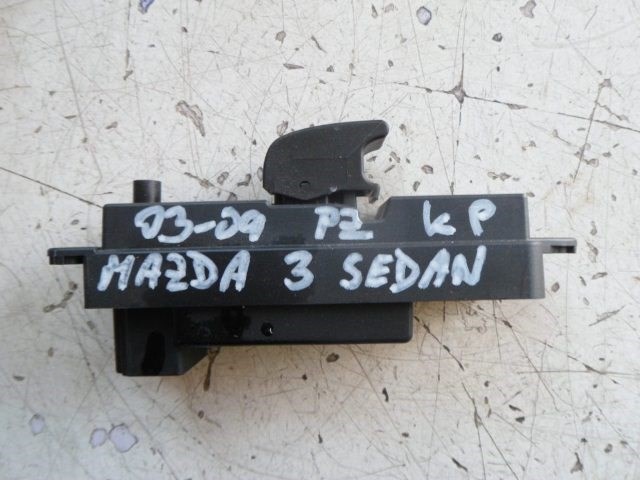 03-09 PZ KP
MAZDA 3 SEDAN